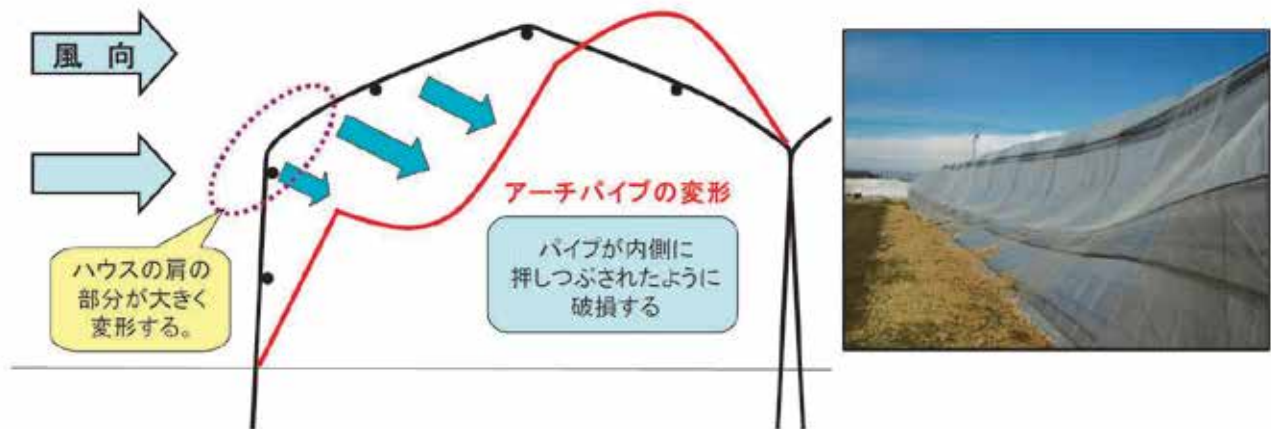 風 向
アーチパイプの変形
パイプが内側に
押しつぶされたように
破損する
ハウスの肩の
部分が大きく
変形する。